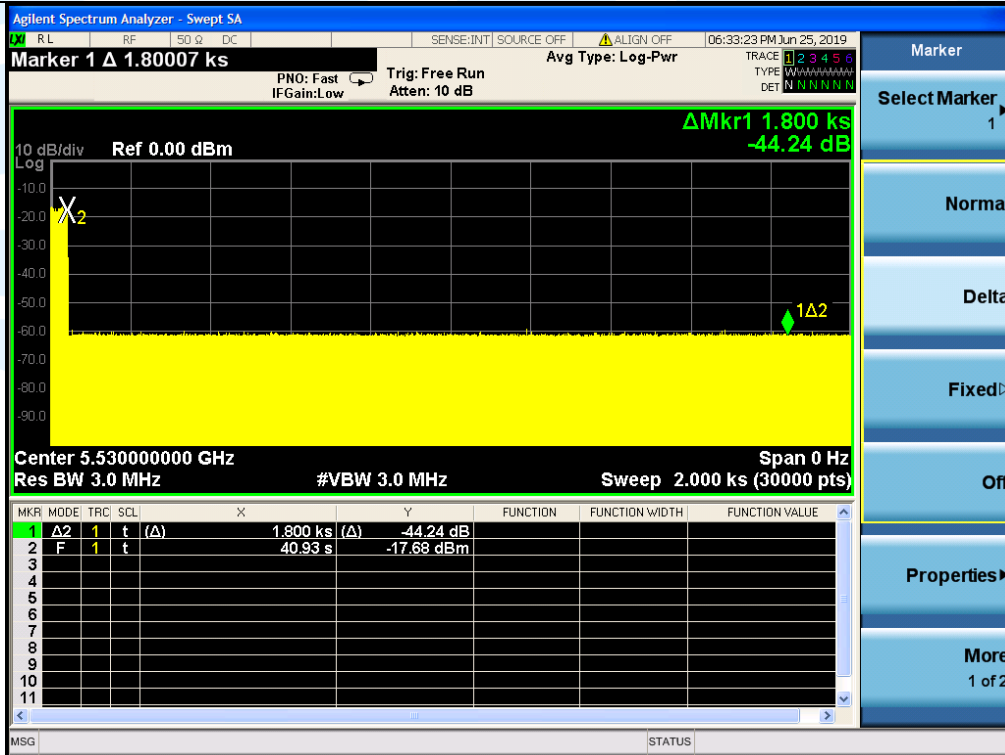 Agilent Spectrum Analyzer - Swept SA
LXI RL RF 50 Ω DC SENSE:INT SOURCE OFF ALIGN OFF 06:33:23 PM Jun 25, 2019
Marker 1 Δ 1.80007 ks
PNO: Fast
IFGain:Low
Trig: Free Run
Atten: 10 dB
Avg Type: Log-Pwr
TRACE 1 2 3 4 5 6
TYPE WWWWWW
DET N N N N N N
ΔMkr1 1.800 ks
-44.24 dB
10 dB/div Ref 0.00 dBm
Log
-10.0
-20.0
-30.0
-40.0
-50.0
-60.0
-70.0
-80.0
-90.0
X2
1Δ2
Center 5.530000000 GHz Span 0 Hz
Res BW 3.0 MHz #VBW 3.0 MHz Sweep 2.000 ks (30000 pts)
MKR MODE TRC SCL X Y FUNCTION FUNCTION WIDTH FUNCTION VALUE
1 Δ2 1 t (Δ) 1.800 ks (Δ) -44.24 dB
2 F 1 t 40.93 s -17.68 dBm
3
4
5
6
7
8
9
10
11
MSG STATUS
Marker
Select Marker
1
Norma
Delta
Fixed
Off
Properties
More
1 of 2